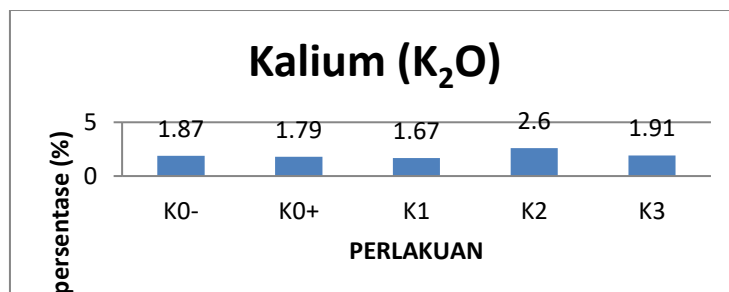 Kalium (K₂O)
persentase (%)
5
0
1.87 1.79 1.67 2.6 1.91
K0- K0+ K1 K2 K3
PERLAKUAN